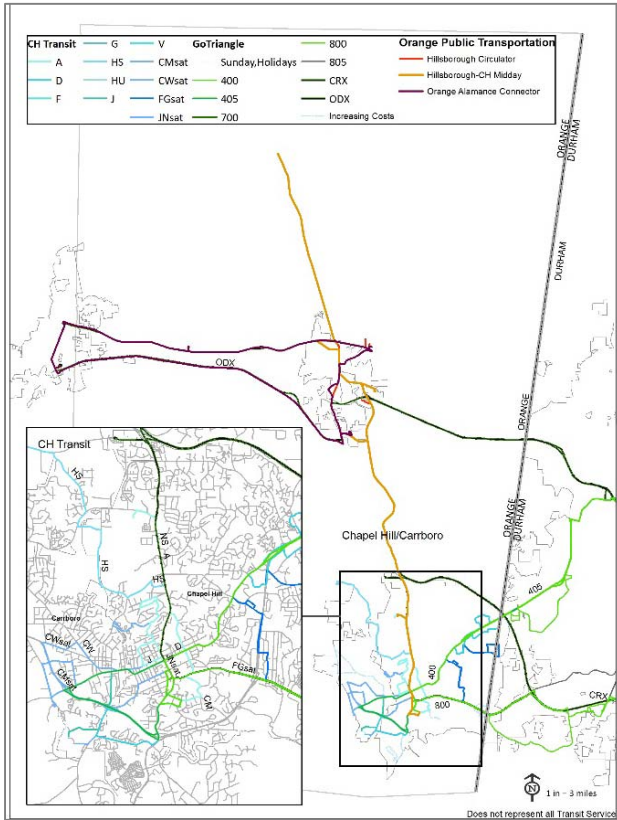 CH Transit
A
D
F
G
HS
HU
J
V
CMsat
CWsat
FGsat
JNsat
GoTriangle
Sunday,Holidays
400
405
700
800
805
CRX
ODX
Increasing Costs
Orange Public Transportation
Hillsborough Circulator
Hillsborough-CH Midday
Orange Alamance Connector
ORANGE
DURHAM
DURHAM
ODX
ORANGE
CH Transit
HS
ORANGE
DURHAM
Chapel Hill/Carrboro
NS
A
HS
HS
405
Chapel Hill
Carrboro
CWsat
CW
D
J
JNsat
FGsat
CMsat
CM
400
800
CRX
N
1 in = 3 miles
Does not represent all Transit Service